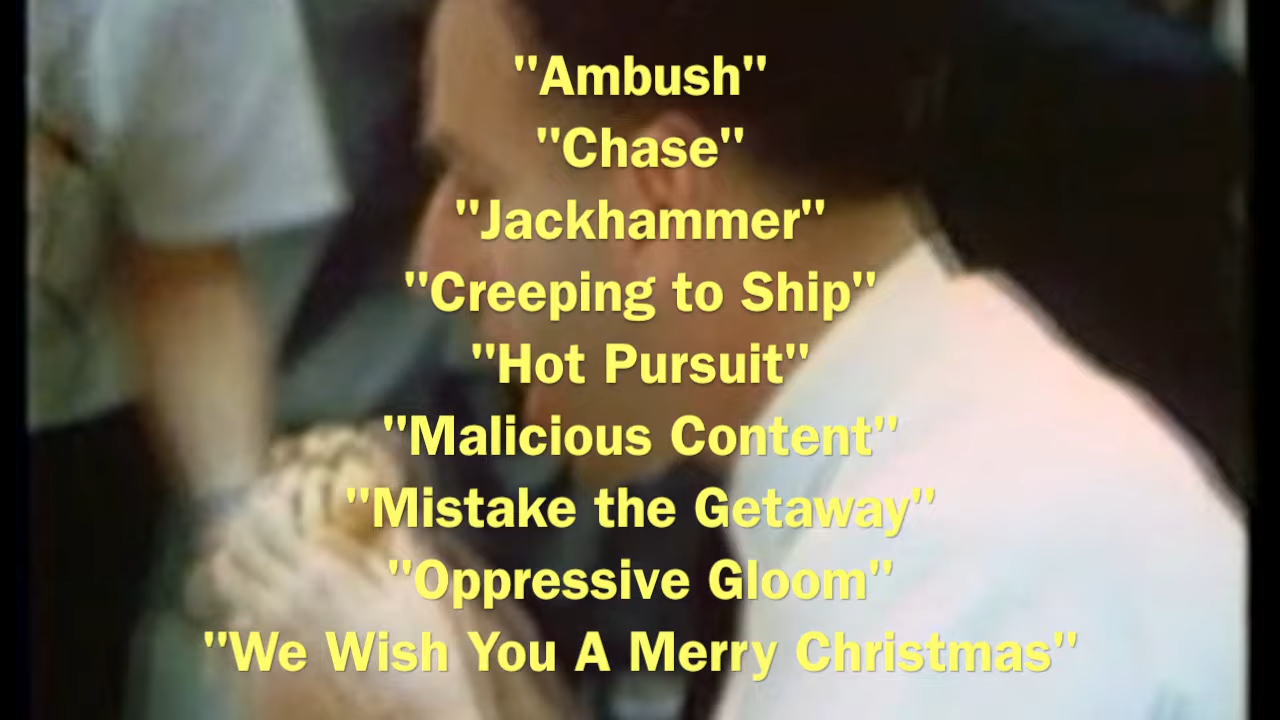 "Ambush"
"Chase"
"Jackhammer"
"Creeping to Ship"
"Hot Pursuit"
"Malicious Content"
"Mistake the Getaway"
"Oppressive Gloom"
"We Wish You A Merry Christmas"